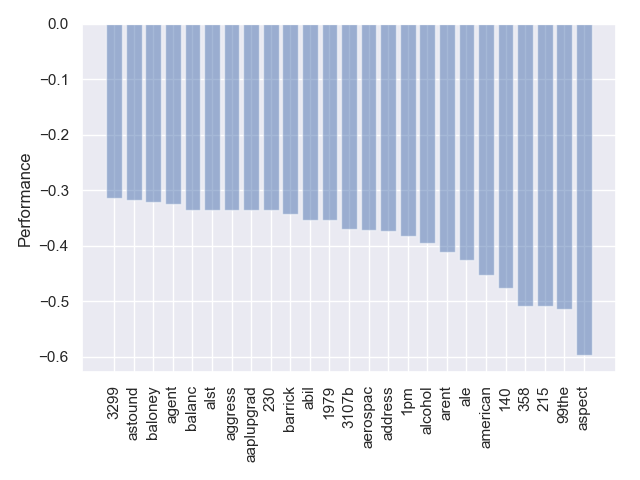 0.0
−0.1
−0.2
−0.3
−0.4
−0.5
−0.6
Performance
3299
astound
baloney
agent
balanc
alst
aggress
aaplupgrad
230
barrick
abil
1979
3107b
aerospac
address
1pm
alcohol
arent
ale
american
140
358
215
99the
aspect